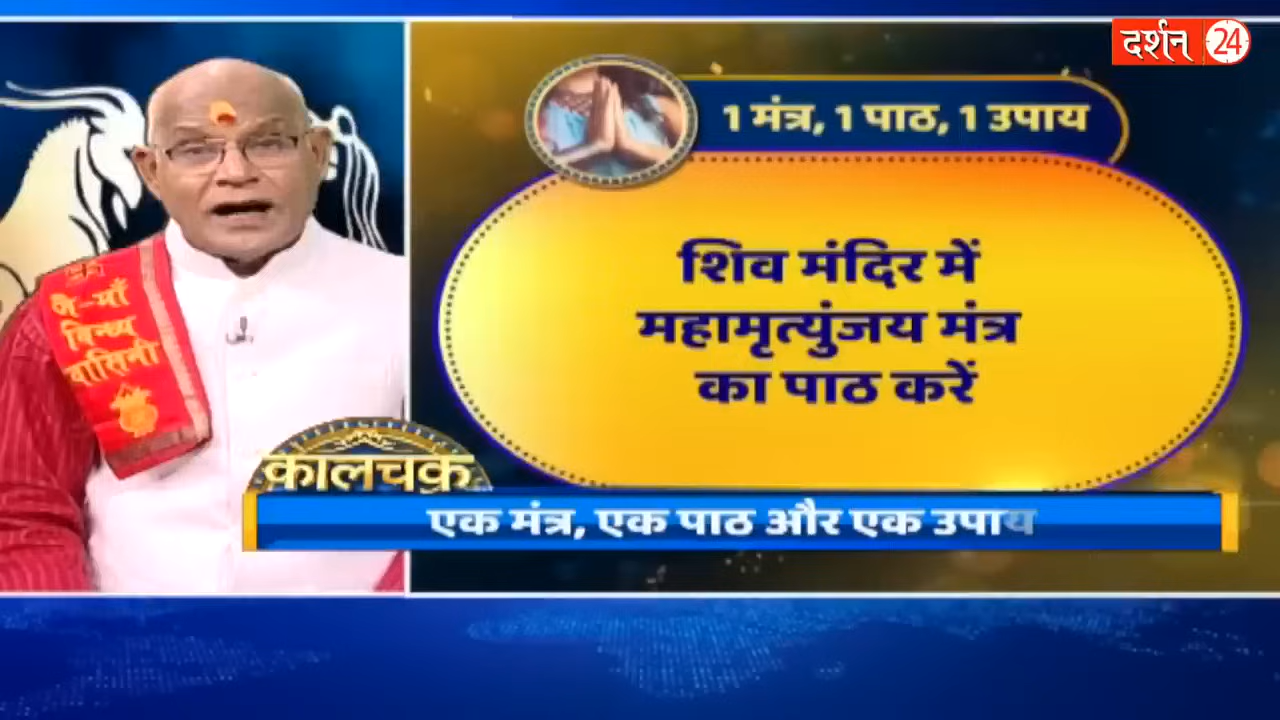 दर्शन 24
1 मंत्र, 1 पाठ, 1 उपाय
शिव मंदिर में
महामृत्युंजय मंत्र
का पाठ करें
जै-माँ
विन्ध्य
वासिनी
कालचक्र
एक मंत्र, एक पाठ और एक उपाय